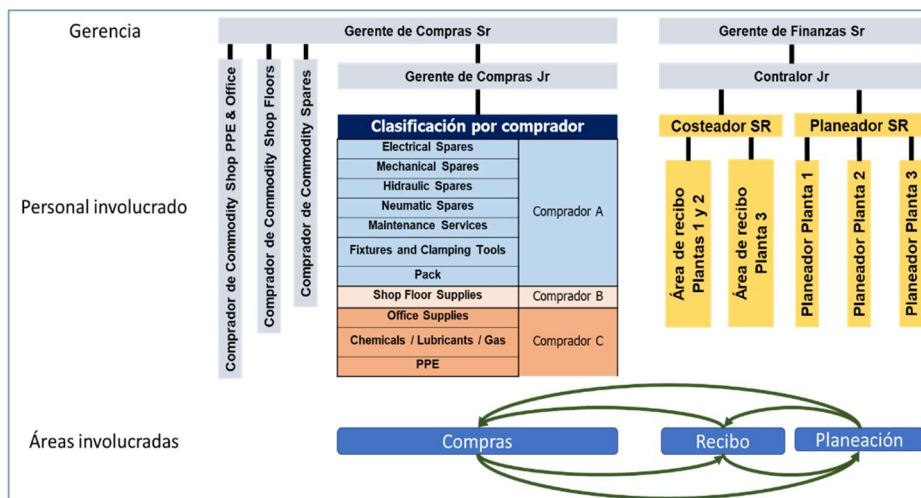 Gerencia
Gerente de Compras Sr
Gerente de Finanzas Sr
Gerente de Compras Jr
Contralor Jr
Personal involucrado
Comprador de Commodity Shop PPE & Office
Comprador de Commodity Shop Floors
Comprador de Commodity Spares
Clasificación por comprador
Electrical Spares
Mechanical Spares
Hidraulic Spares
Neumatic Spares
Maintenance Services
Fixtures and Clamping Tools
Pack
Comprador A
Shop Floor Supplies
Comprador B
Office Supplies
Chemicals / Lubricants / Gas
PPE
Comprador C
Costeador SR
Planeador SR
Área de recibo
Plantas 1 y 2
Área de recibo
Planta 3
Planeador Planta 1
Planeador Planta 2
Planeador Planta 3
Áreas involucradas
Compras
Recibo
Planeación